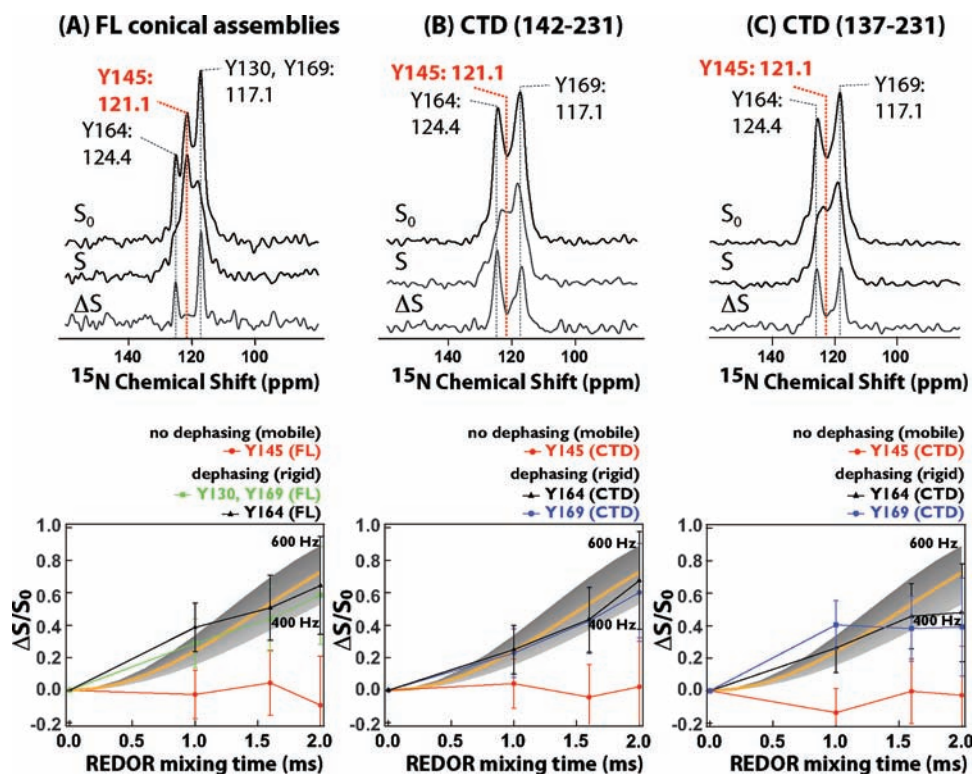 (A) FL conical assemblies
Y145:
121.1
Y130, Y169:
117.1
Y164:
124.4
S0
S
ΔS
140 120 100
15N Chemical Shift (ppm)
(B) CTD (142-231)
Y145: 121.1
Y164:
124.4
Y169:
117.1
S0
S
ΔS
140 120 100
15N Chemical Shift (ppm)
(C) CTD (137-231)
Y145: 121.1
Y164:
124.4
Y169:
117.1
S0
S
ΔS
140 120 100
15N Chemical Shift (ppm)
no dephasing (mobile)
Y145 (FL)
dephasing (rigid)
Y130, Y169 (FL)
Y164 (FL)
600 Hz
400 Hz
ΔS/S0
1.0
0.8
0.6
0.4
0.2
0.0
-0.2
0.0 0.5 1.0 1.5 2.0
REDOR mixing time (ms)
no dephasing (mobile)
Y145 (CTD)
dephasing (rigid)
Y164 (CTD)
Y169 (CTD)
600 Hz
400 Hz
ΔS/S0
1.0
0.8
0.6
0.4
0.2
0.0
-0.2
0.0 0.5 1.0 1.5 2.0
REDOR mixing time (ms)
no dephasing (mobile)
Y145 (CTD)
dephasing (rigid)
Y164 (CTD)
Y169 (CTD)
600 Hz
400 Hz
ΔS/S0
1.0
0.8
0.6
0.4
0.2
0.0
-0.2
0.0 0.5 1.0 1.5 2.0
REDOR mixing time (ms)